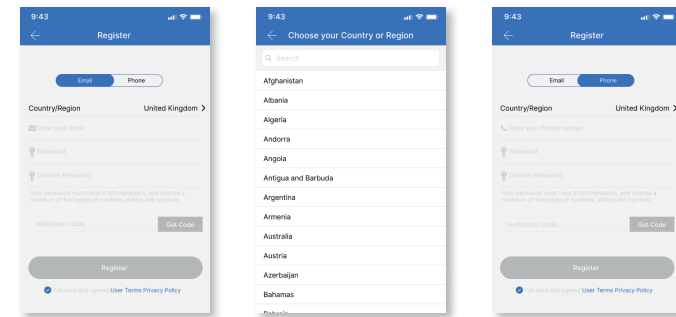 9:43
Register
Email Phone
Country/Region United Kingdom
Enter your Email
Password
Confirm Password
Your password must have 8-20 characters, and include a
minimum of two types of numbers, letters and symbols
Verification Code Get Code
Register
I've read and agreed User Terms Privacy Policy
9:43
Choose your Country or Region
Search
Afghanistan
Albania
Algeria
Andorra
Angola
Antigua and Barbuda
Argentina
Armenia
Australia
Austria
Azerbaijan
Bahamas
9:43
Register
Email Phone
Country/Region United Kingdom
Enter your Phone number
Password
Confirm Password
Your password must have 8-20 characters, and include a
minimum of two types of numbers, letters and symbols
Verification Code Get Code
Register
I've read and agreed User Terms Privacy Policy